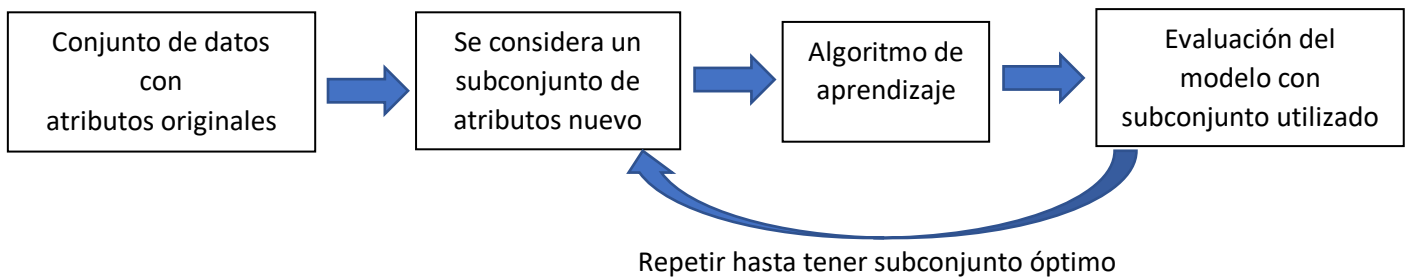 Conjunto de datos
con
atributos originales
Se considera un
subconjunto de
atributos nuevo
Algoritmo de
aprendizaje
Evaluación del
modelo con
subconjunto utilizado
Repetir hasta tener subconjunto óptimo